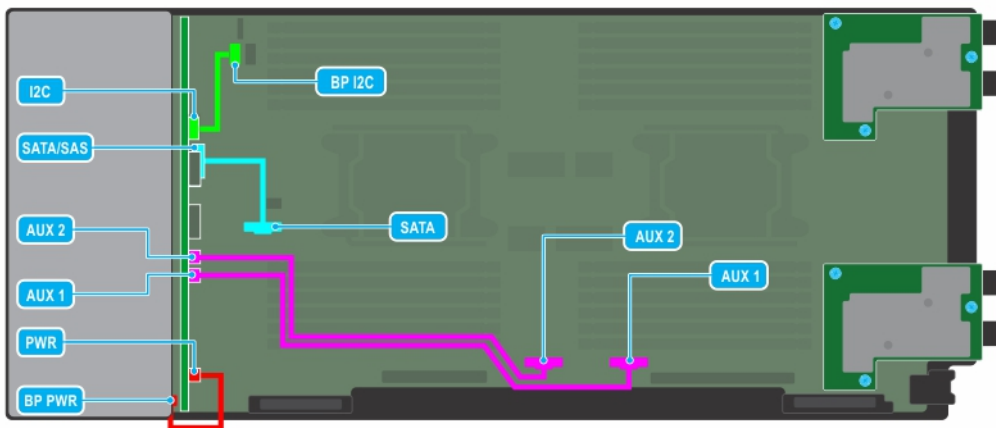 I2C
BP I2C
SATA/SAS
SATA
AUX 2
AUX 2
AUX 1
AUX 1
PWR
BP PWR